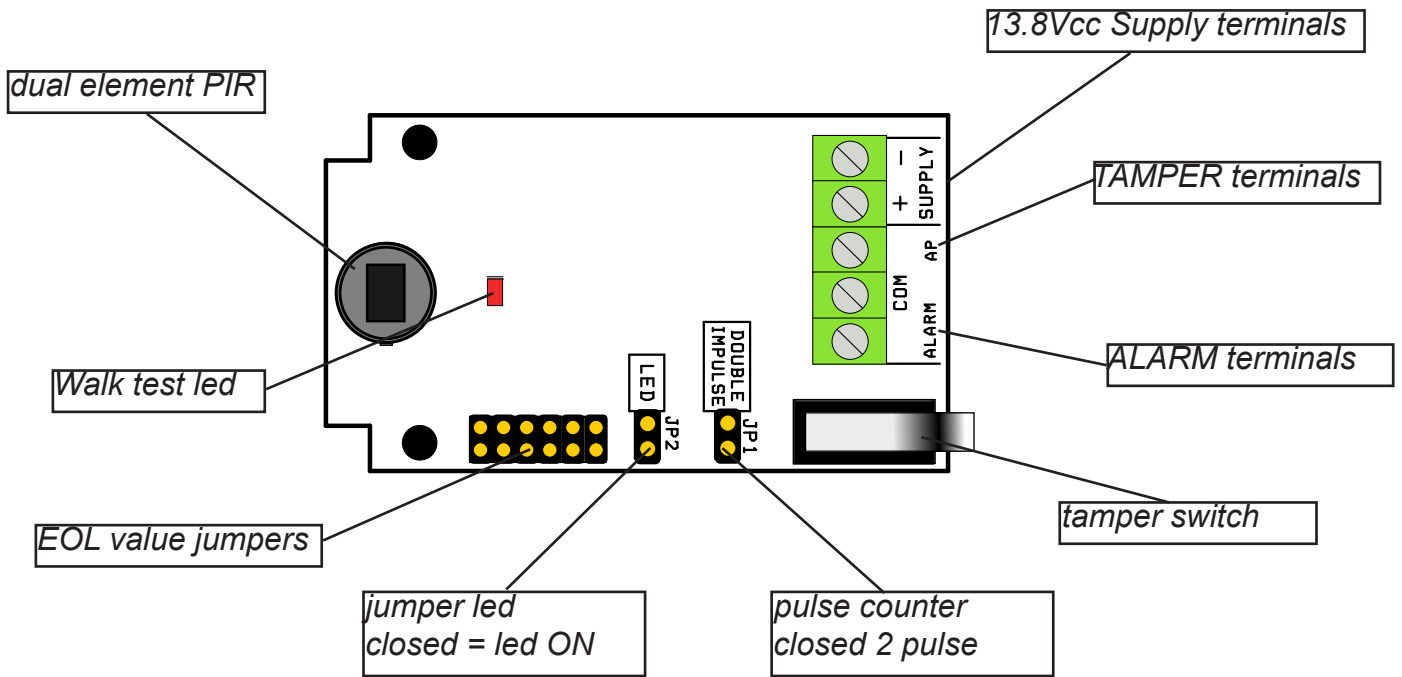 13.8Vcc Supply terminals
dual element PIR
TAMPER terminals
- +
SUPPLY
AP
COM
ALARM
ALARM terminals
Walk test led
LED
JP2
DOUBLE
IMPULSE
JP1
EOL value jumpers
tamper switch
jumper led
closed = led ON
pulse counter
closed 2 pulse